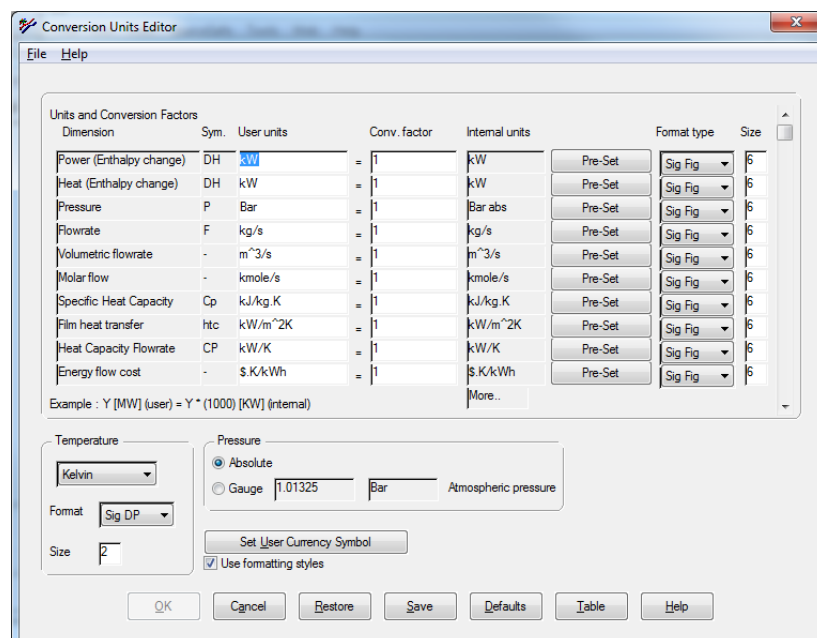 Conversion Units Editor
File Help
Units and Conversion Factors
Dimension Sym. User units Conv. factor Internal units Format type Size
Power (Enthalpy change) DH kW = 1 kW Pre-Set Sig Fig 6
Heat (Enthalpy change) DH kW = 1 kW Pre-Set Sig Fig 6
Pressure P Bar = 1 Bar abs Pre-Set Sig Fig 6
Flowrate F kg/s = 1 kg/s Pre-Set Sig Fig 6
Volumetric flowrate - m^3/s = 1 m^3/s Pre-Set Sig Fig 6
Molar flow - kmole/s = 1 kmole/s Pre-Set Sig Fig 6
Specific Heat Capacity Cp kJ/kg.K = 1 kJ/kg.K Pre-Set Sig Fig 6
Film heat transfer htc kW/m^2K = 1 kW/m^2K Pre-Set Sig Fig 6
Heat Capacity Flowrate CP kW/K = 1 kW/K Pre-Set Sig Fig 6
Energy flow cost - $.K/kWh = 1 $.K/kWh Pre-Set Sig Fig 6
Example : Y [MW] (user) = Y * (1000) [KW] (internal) More..
Temperature
Kelvin
Format Sig DP
Size 2
Pressure
Absolute
Gauge 1.01325 Bar Atmospheric pressure
Set User Currency Symbol
Use formatting styles
OK Cancel Restore Save Defaults Table Help